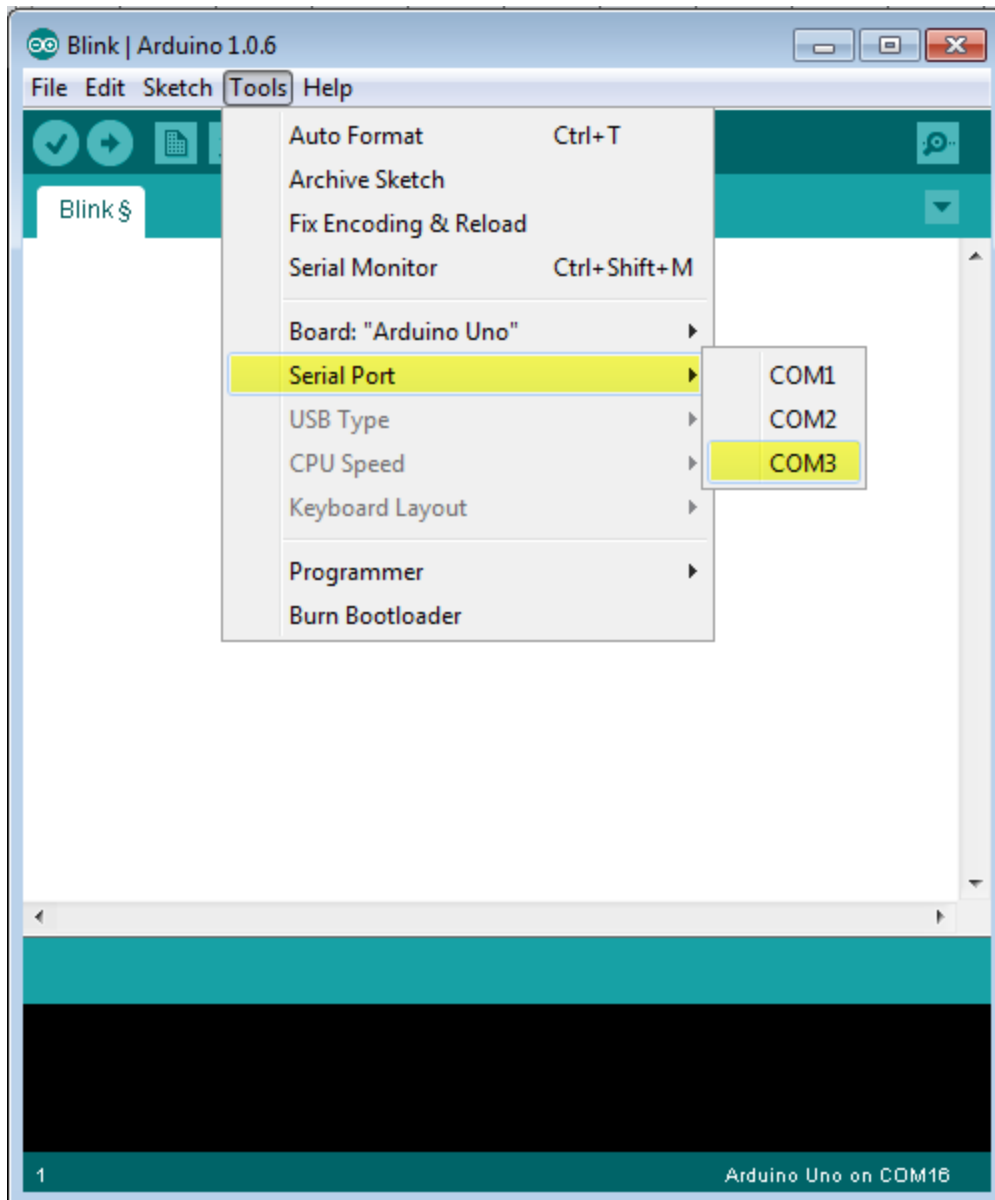 Blink | Arduino 1.0.6
File Edit Sketch Tools Help
Blink §
Auto Format Ctrl+T
Archive Sketch
Fix Encoding & Reload
Serial Monitor Ctrl+Shift+M
Board: "Arduino Uno"
Serial Port
USB Type
CPU Speed
Keyboard Layout
Programmer
Burn Bootloader
COM1
COM2
COM3
1 Arduino Uno on COM16